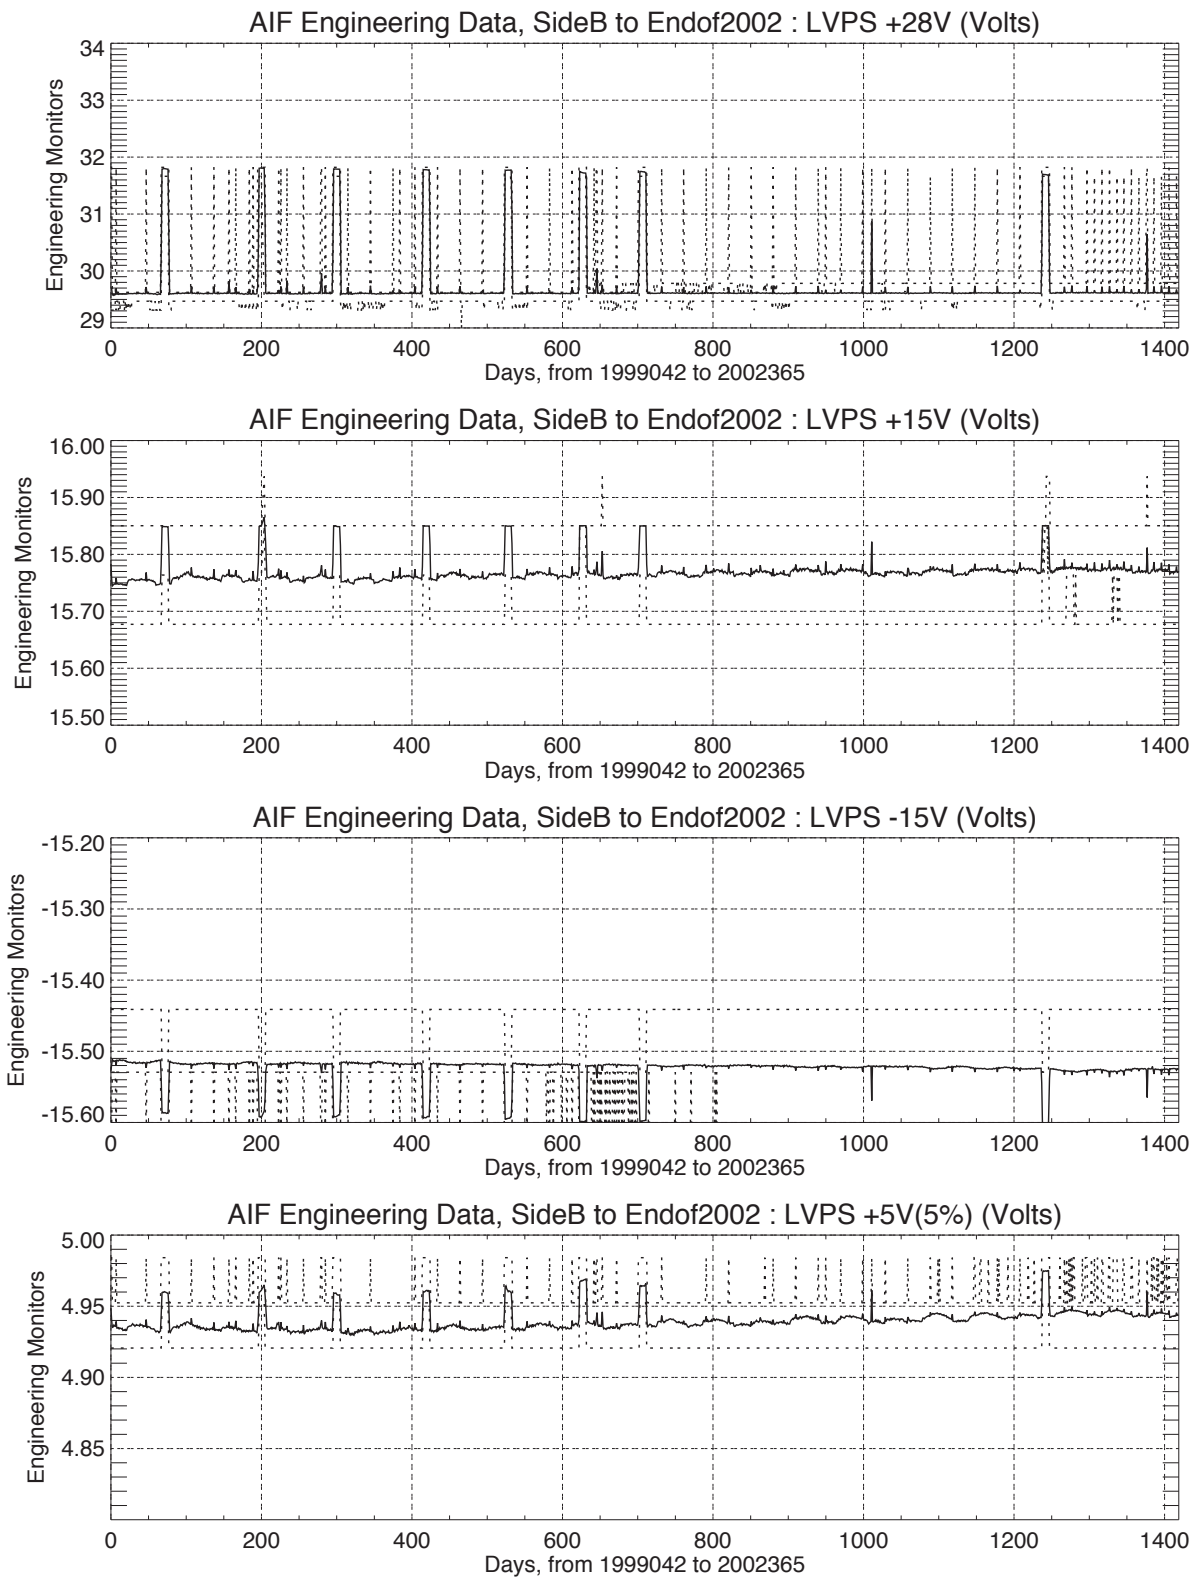 AIF Engineering Data, SideB to Endof2002 : LVPS +28V (Volts)
Engineering Monitors
34
33
32
31
30
29
0 200 400 600 800 1000 1200 1400
Days, from 1999042 to 2002365
AIF Engineering Data, SideB to Endof2002 : LVPS +15V (Volts)
Engineering Monitors
16.00
15.90
15.80
15.70
15.60
15.50
0 200 400 600 800 1000 1200 1400
Days, from 1999042 to 2002365
AIF Engineering Data, SideB to Endof2002 : LVPS -15V (Volts)
Engineering Monitors
-15.20
-15.30
-15.40
-15.50
-15.60
0 200 400 600 800 1000 1200 1400
Days, from 1999042 to 2002365
AIF Engineering Data, SideB to Endof2002 : LVPS +5V(5%) (Volts)
Engineering Monitors
5.00
4.95
4.90
4.85
0 200 400 600 800 1000 1200 1400
Days, from 1999042 to 2002365